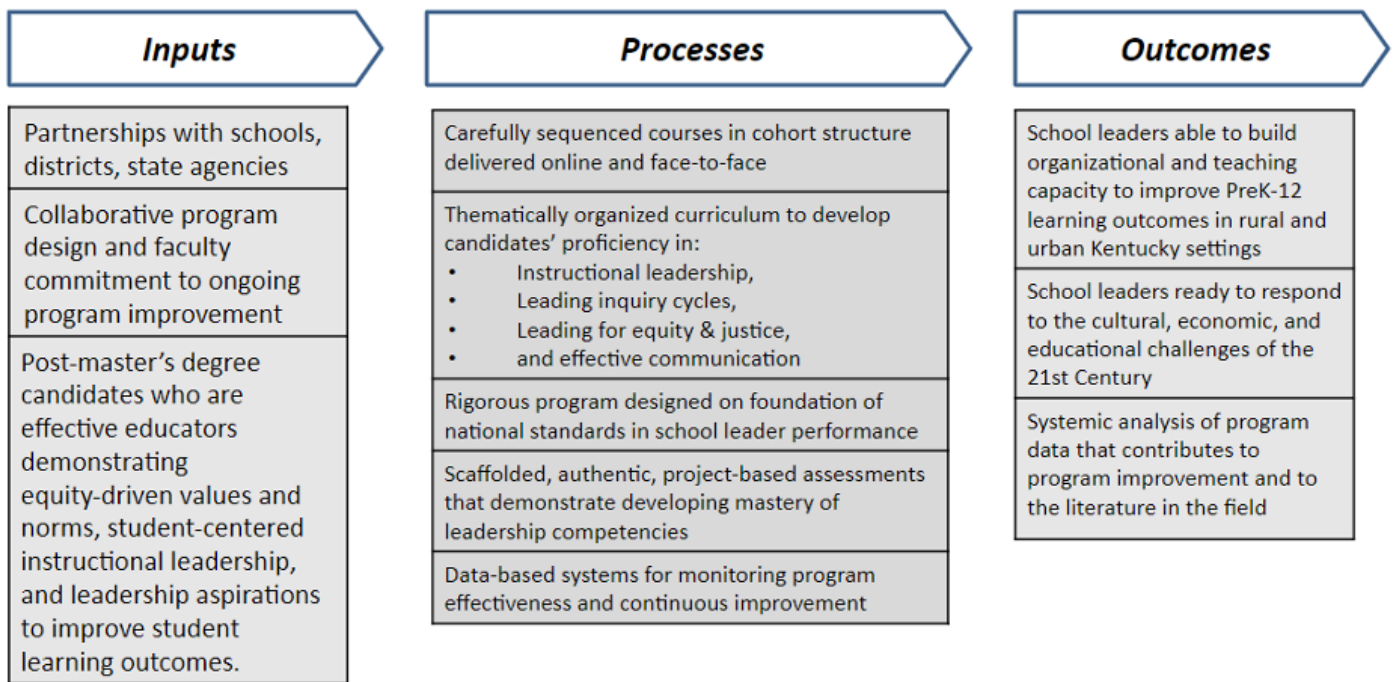 Inputs
Partnerships with schools,
districts, state agencies
Collaborative program
design and faculty
commitment to ongoing
program improvement
Post-master’s degree
candidates who are
effective educators
demonstrating
equity-driven values and
norms, student-centered
instructional leadership,
and leadership aspirations
to improve student
learning outcomes.
Processes
Carefully sequenced courses in cohort structure
delivered online and face-to-face
Thematically organized curriculum to develop
candidates’ proficiency in:
• Instructional leadership,
• Leading inquiry cycles,
• Leading for equity & justice,
• and effective communication
Rigorous program designed on foundation of
national standards in school leader performance
Scaffolded, authentic, project-based assessments
that demonstrate developing mastery of
leadership competencies
Data-based systems for monitoring program
effectiveness and continuous improvement
Outcomes
School leaders able to build
organizational and teaching
capacity to improve PreK-12
learning outcomes in rural and
urban Kentucky settings
School leaders ready to respond
to the cultural, economic, and
educational challenges of the
21st Century
Systemic analysis of program
data that contributes to
program improvement and to
the literature in the field